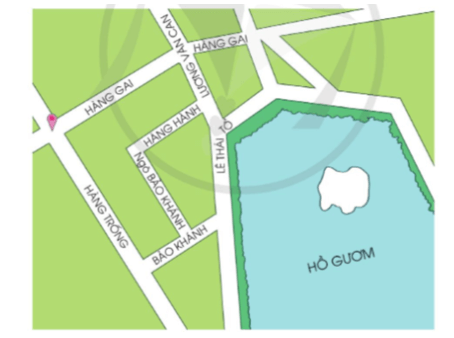 HÀNG GAI
LƯƠNG VĂN CAN
HÀNG GAI
HÀNG HÀNH
LÊ THÁI TỔ
NGÕ BẢO KHÁNH
HÀNG TRỐNG
BẢO KHÁNH
HỒ GƯƠM